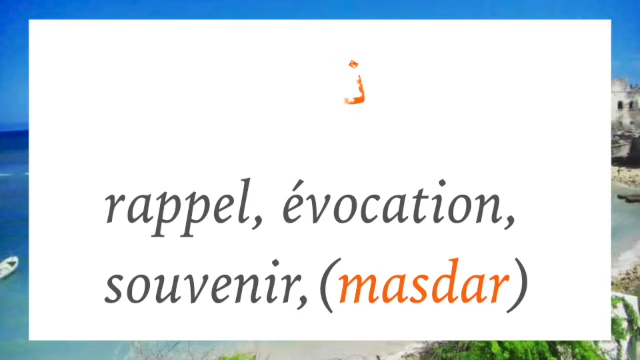 ذ
rappel, évocation,
souvenir, (masdar)